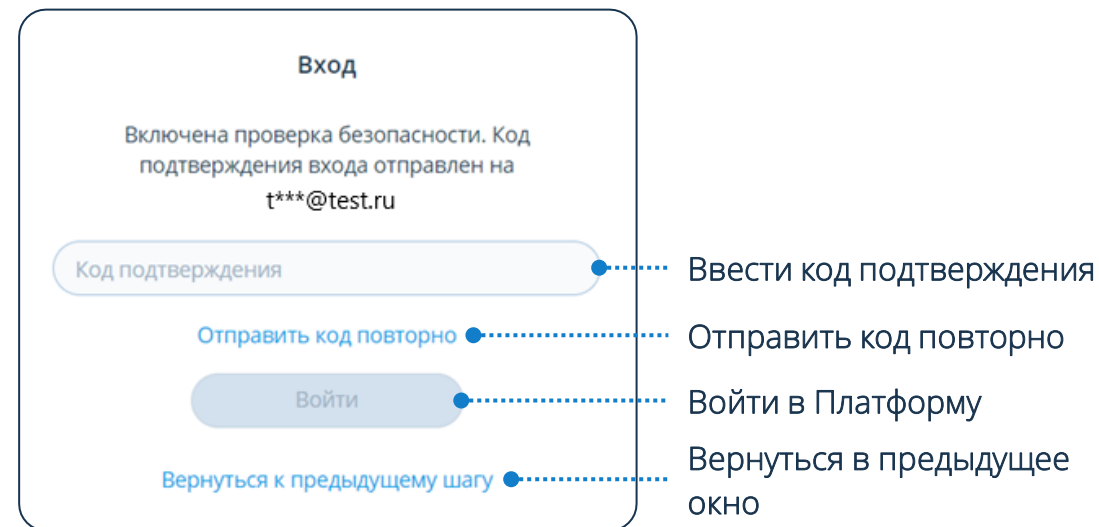 Вход
Включена проверка безопасности. Код
подтверждения входа отправлен на
t***@test.ru
Код подтверждения
Ввести код подтверждения
Отправить код повторно
Отправить код повторно
Войти
Войти в Платформу
Вернуться к предыдущему шагу
Вернуться в предыдущее
окно